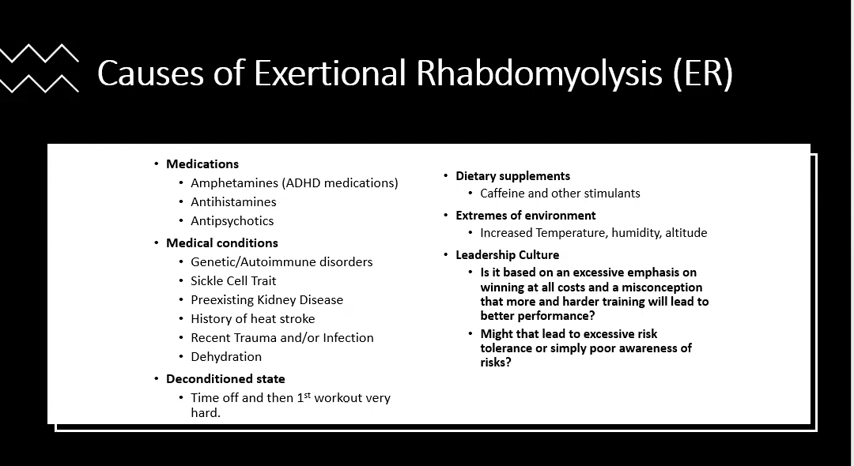 Causes of Exertional Rhabdomyolysis (ER)
• Medications
• Amphetamines (ADHD medications)
• Antihistamines
• Antipsychotics
• Medical conditions
• Genetic/Autoimmune disorders
• Sickle Cell Trait
• Preexisting Kidney Disease
• History of heat stroke
• Recent Trauma and/or Infection
• Dehydration
• Deconditioned state
• Time off and then 1st workout very
hard.
• Dietary supplements
• Caffeine and other stimulants
• Extremes of environment
• Increased Temperature, humidity, altitude
• Leadership Culture
• Is it based on an excessive emphasis on
winning at all costs and a misconception
that more and harder training will lead to
better performance?
• Might that lead to excessive risk
tolerance or simply poor awareness of
risks?